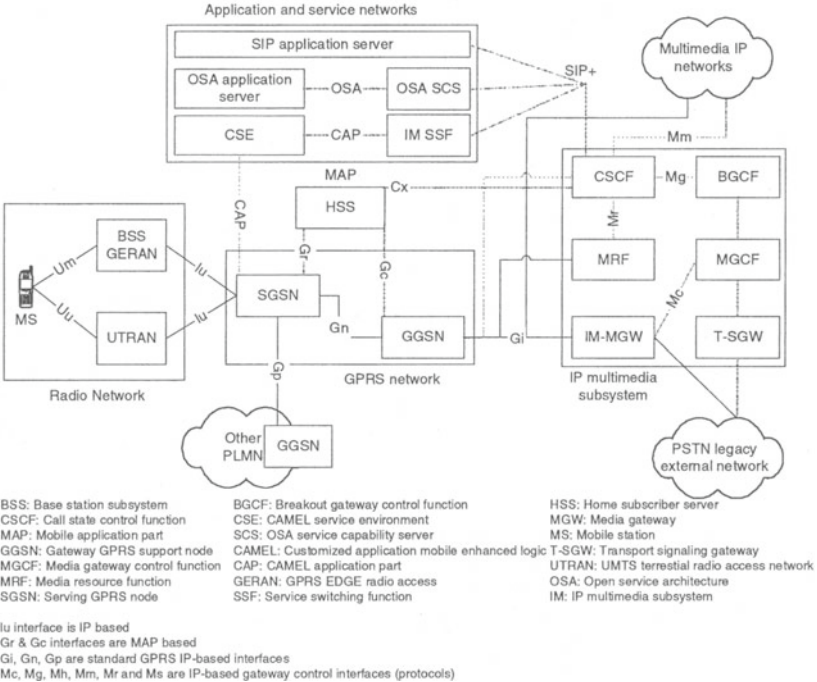 Application and service networks
SIP application server
OSA application
server
OSA
OSA SCS
CSE
CAP
IM SSF
SIP+
Multimedia IP
networks
Mm
MAP
HSS
Cx
CAP
Gr
Gc
CSCF
Mg
BGCF
Mr
MRF
MGCF
Mc
IM-MGW
T-SGW
IP multimedia
subsystem
BSS
GERAN
Um
Uu
Iu
Iu
MS
UTRAN
Radio Network
SGSN
Gn
GGSN
Gi
Gp
GPRS network
Other
PLMN
GGSN
PSTN legacy
external network
BSS: Base station subsystem
CSCF: Call state control function
MAP: Mobile application part
GGSN: Gateway GPRS support node
MGCF: Media gateway control function
MRF: Media resource function
SGSN: Serving GPRS node
BGCF: Breakout gateway control function
CSE: CAMEL service environment
SCS: OSA service capability server
CAMEL: Customized application mobile enhanced logic
CAP: CAMEL application part
GERAN: GPRS EDGE radio access
SSF: Service switching function
HSS: Home subscriber server
MGW: Media gateway
MS: Mobile station
T-SGW: Transport signaling gateway
UTRAN: UMTS terrestial radio access network
OSA: Open service architecture
IM: IP multimedia subsystem
Iu interface is IP based
Gr & Gc interfaces are MAP based
Gi, Gn, Gp are standard GPRS IP-based interfaces
Mc, Mg, Mh, Mm, Mr and Ms are IP-based gateway control interfaces (protocols)